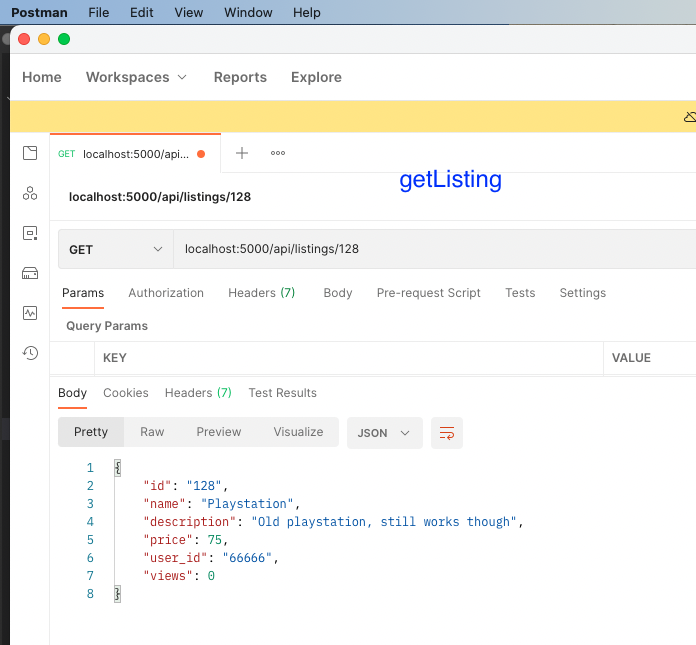 Postman File Edit View Window Help
Home Workspaces Reports Explore
GET localhost:5000/api...
getListing
localhost:5000/api/listings/128
GET localhost:5000/api/listings/128
Params Authorization Headers (7) Body Pre-request Script Tests Settings
Query Params
KEY VALUE
Body Cookies Headers (7) Test Results
Pretty Raw Preview Visualize JSON
1 {
2 "id": "128",
3 "name": "Playstation",
4 "description": "Old playstation, still works though",
5 "price": 75,
6 "user_id": "66666",
7 "views": 0
8 }